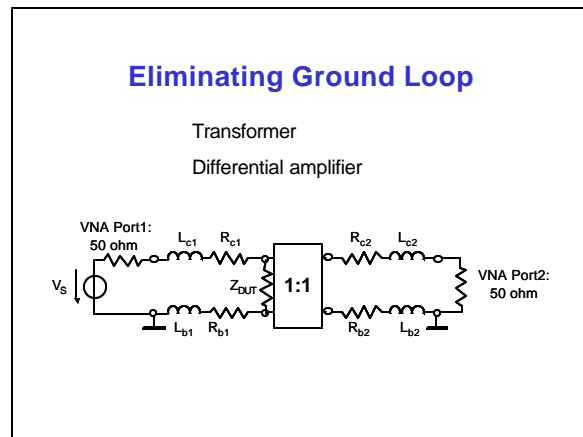 Eliminating Ground Loop
Transformer
Differential amplifier
VNA Port1:
50 ohm
Lc1
Rc1
Rc2
Lc2
VS
ZDUT
1:1
VNA Port2:
50 ohm
Lb1
Rb1
Rb2
Lb2